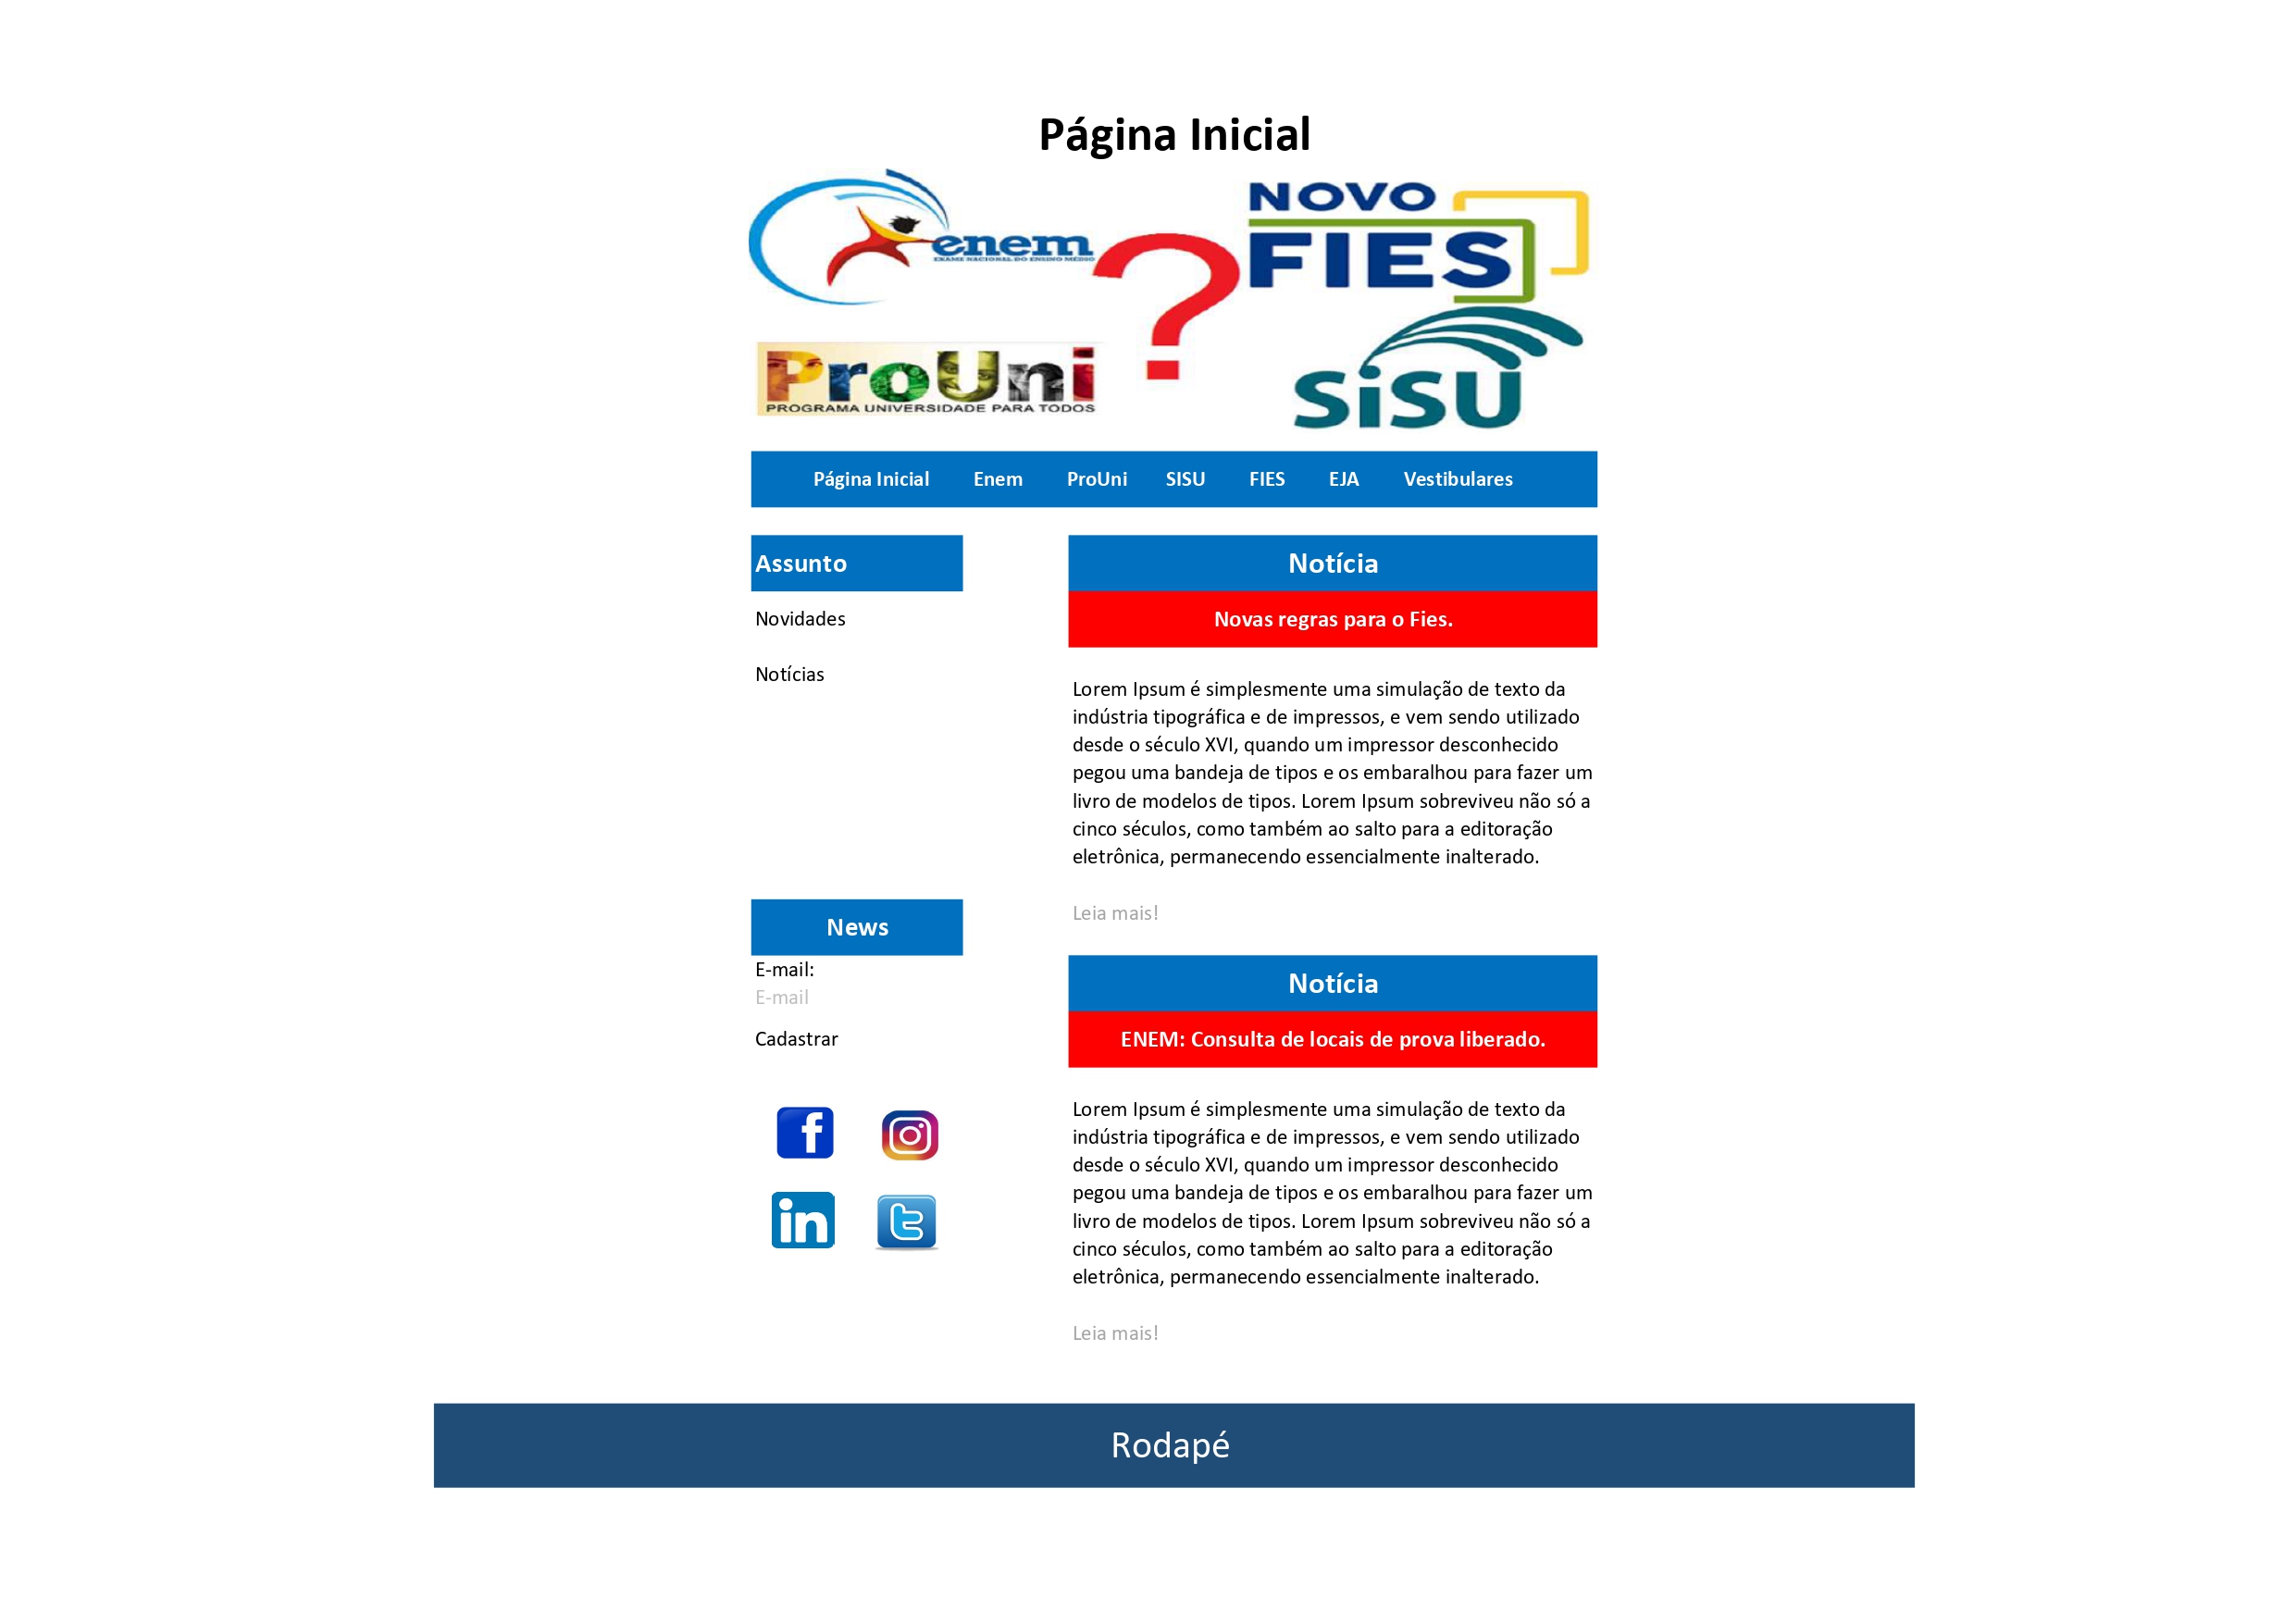 Página Inicial
enem
EXAME NACIONAL DO ENSINO MÉDIO
NOVO
FIES
?
ProUni
PROGRAMA UNIVERSIDADE PARA TODOS
SiSU
Página Inicial Enem ProUni SISU FIES EJA Vestibulares
Assunto
Novidades
Notícias
News
E-mail:
E-mail
Cadastrar
f
in
t
Notícia
Novas regras para o Fies.
Lorem Ipsum é simplesmente uma simulação de texto da
indústria tipográfica e de impressos, e vem sendo utilizado
desde o século XVI, quando um impressor desconhecido
pegou uma bandeja de tipos e os embaralhou para fazer um
livro de modelos de tipos. Lorem Ipsum sobreviveu não só a
cinco séculos, como também ao salto para a editoração
eletrônica, permanecendo essencialmente inalterado.
Leia mais!
Notícia
ENEM: Consulta de locais de prova liberado.
Lorem Ipsum é simplesmente uma simulação de texto da
indústria tipográfica e de impressos, e vem sendo utilizado
desde o século XVI, quando um impressor desconhecido
pegou uma bandeja de tipos e os embaralhou para fazer um
livro de modelos de tipos. Lorem Ipsum sobreviveu não só a
cinco séculos, como também ao salto para a editoração
eletrônica, permanecendo essencialmente inalterado.
Leia mais!
Rodapé